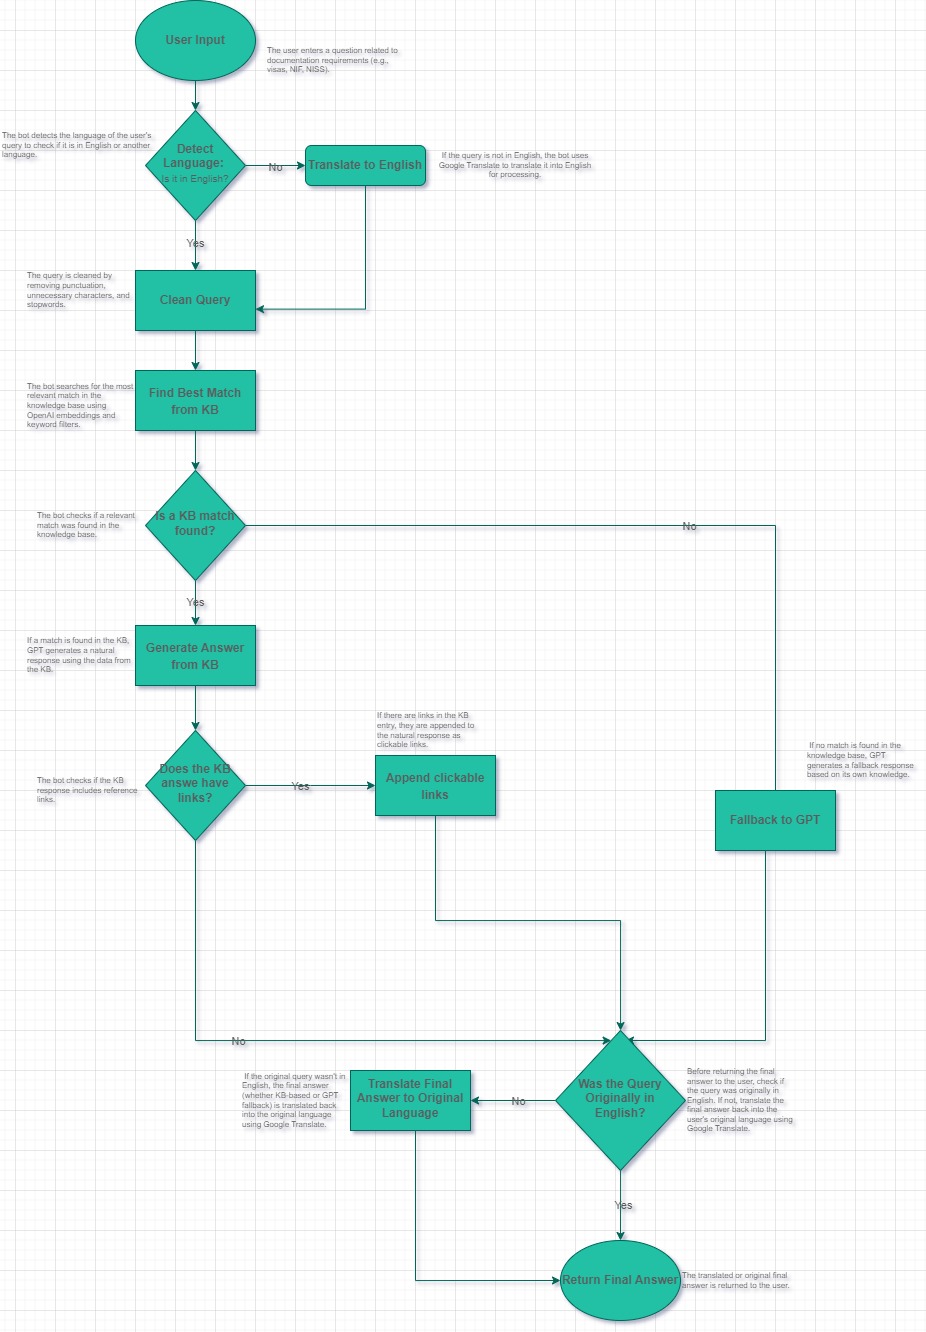 User Input
The user enters a question related to
documentation requirements (e.g.,
visas, NIF, NISS).
The bot detects the language of the user's
query to check if it is in English or another
language.
Detect
Language:
Is it in English?
No
Translate to English
If the query is not in English, the bot uses
Google Translate to translate it into English
for processing.
Yes
The query is cleaned by
removing punctuation,
unnecessary characters, and
stopwords.
Clean Query
The bot searches for the most
relevant match in the
knowledge base using
OpenAI embeddings and
keyword filters.
Find Best Match
from KB
The bot checks if a relevant
match was found in the
knowledge base.
Is a KB match
found?
No
Yes
If a match is found in the KB,
GPT generates a natural
response using the data from
the KB.
Generate Answer
from KB
If there are links in the KB
entry, they are appended to
the natural response as
clickable links.
If no match is found in the
knowledge base, GPT
generates a fallback response
based on its own knowledge.
The bot checks if the KB
response includes reference
links.
Does the KB
answe have
links?
Yes
Append clickable
links
Fallback to GPT
No
If the original query wasn't in
English, the final answer
(whether KB-based or GPT
fallback) is translated back
into the original language
using Google Translate.
Translate Final
Answer to Original
Language
No
Was the Query
Originally in
English?
Before returning the final
answer to the user, check if
the query was originally in
English. If not, translate the
final answer back into the
user's original language using
Google Translate.
Yes
Return Final Answer
The translated or original final
answer is returned to the user.